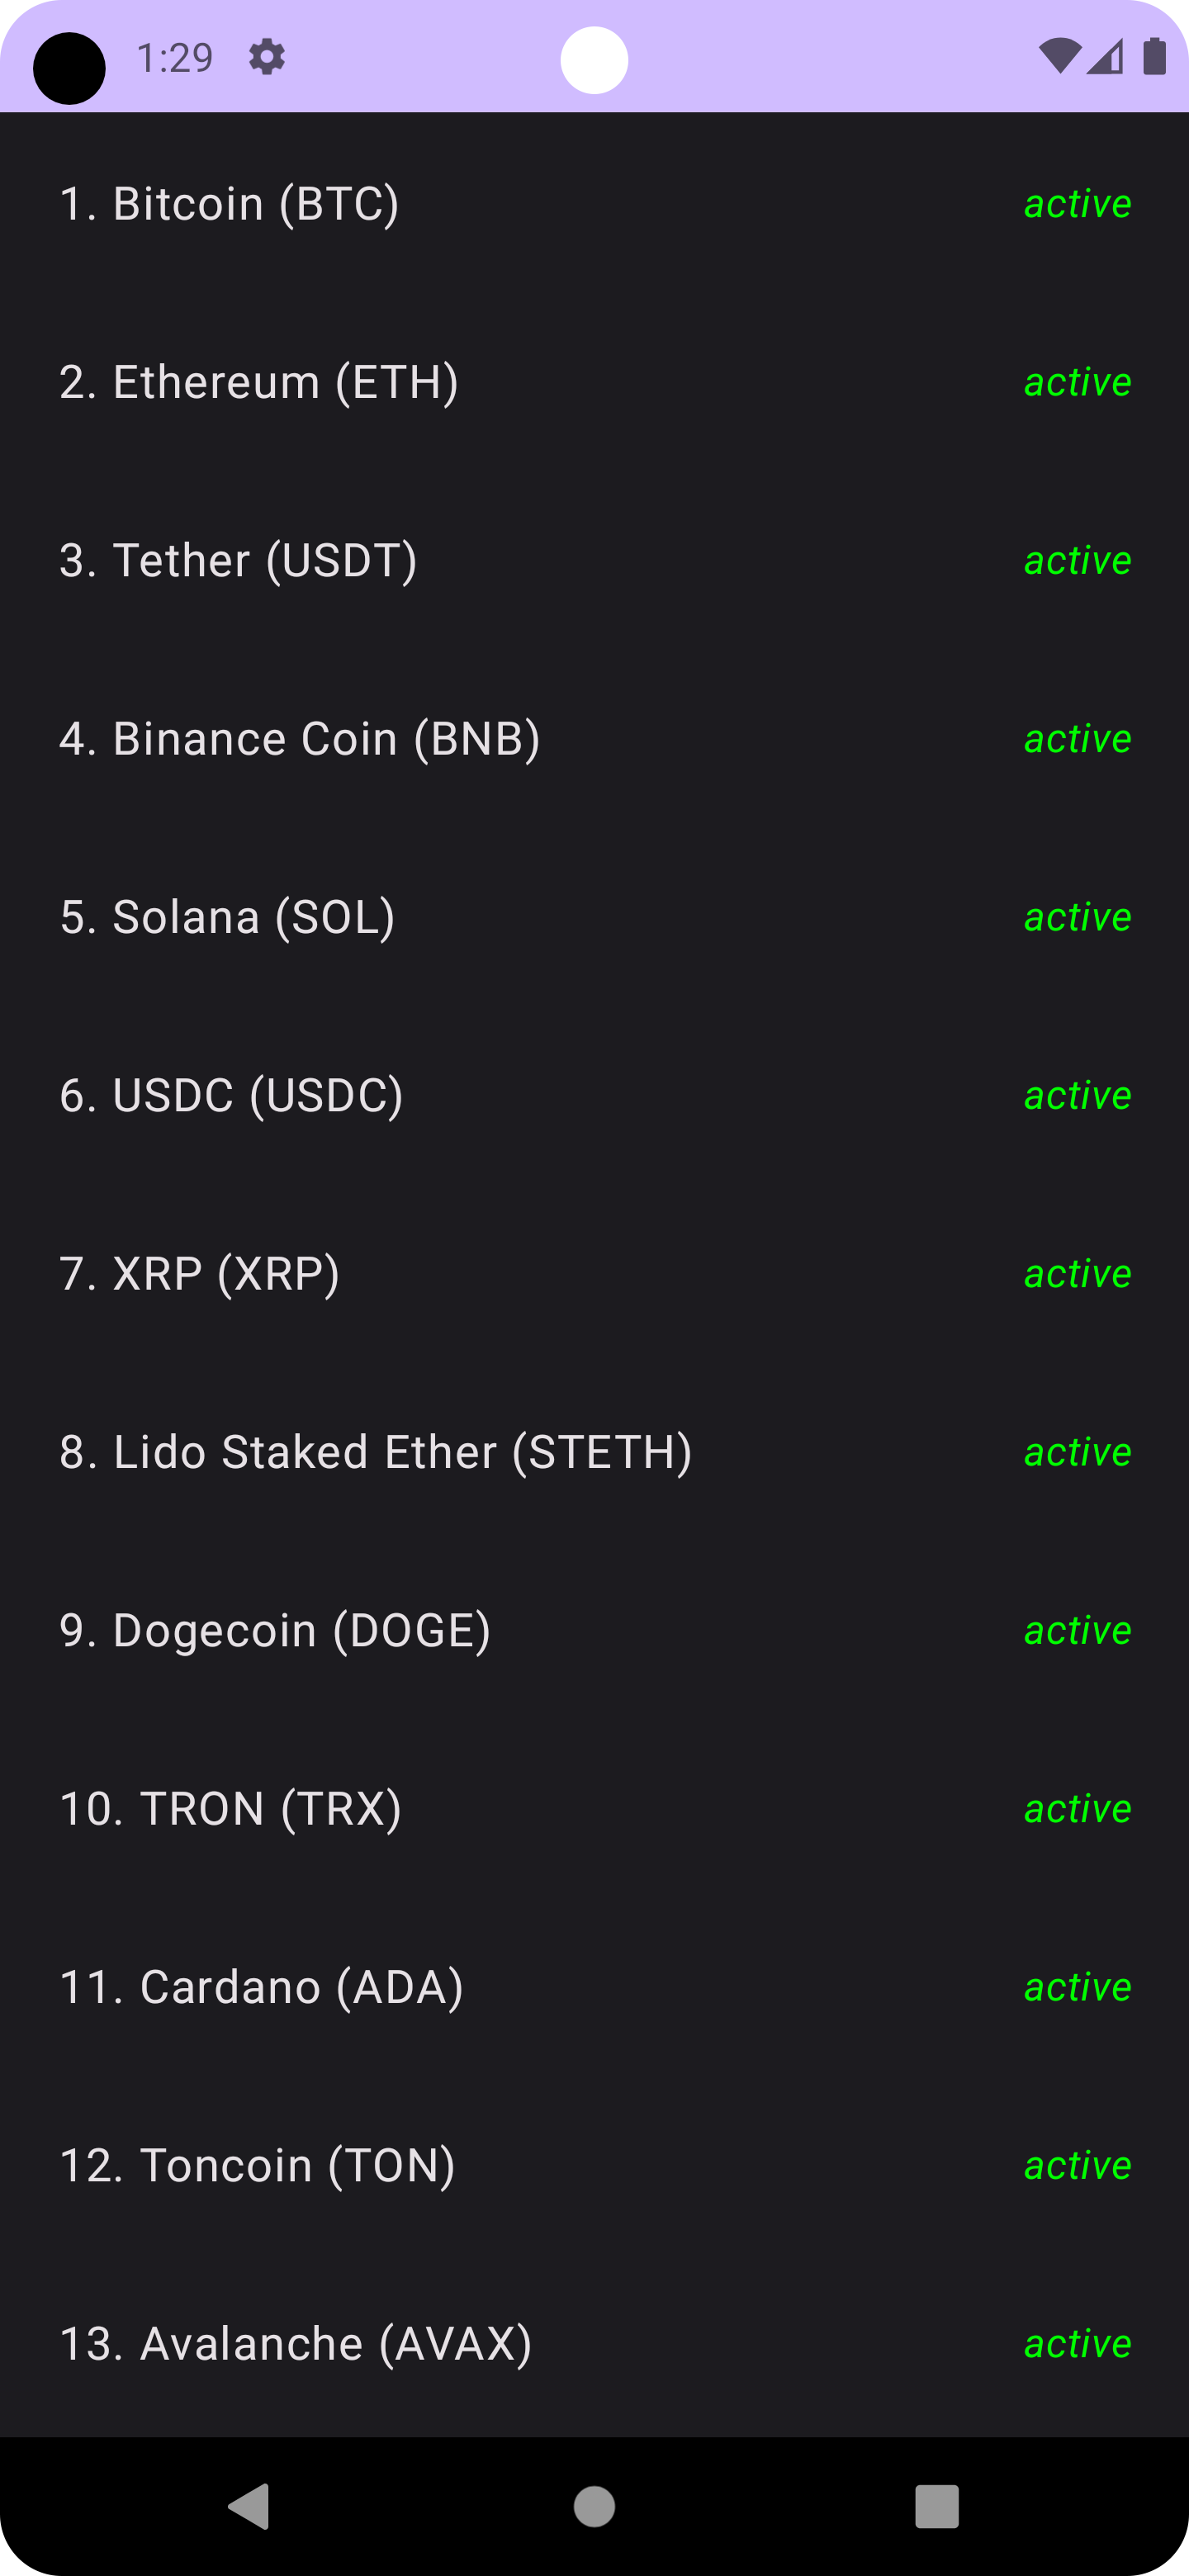 1:29
1. Bitcoin (BTC) active
2. Ethereum (ETH) active
3. Tether (USDT) active
4. Binance Coin (BNB) active
5. Solana (SOL) active
6. USDC (USDC) active
7. XRP (XRP) active
8. Lido Staked Ether (STETH) active
9. Dogecoin (DOGE) active
10. TRON (TRX) active
11. Cardano (ADA) active
12. Toncoin (TON) active
13. Avalanche (AVAX) active